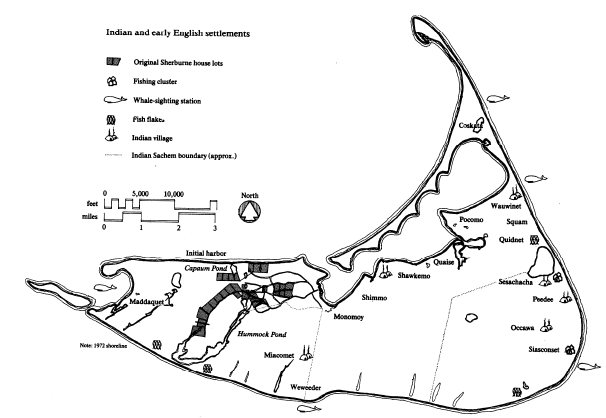 Indian and early English settlements
Original Sherburne house lots
Fishing cluster
Whale-sighting station
Fish flakes
Indian village
Indian Sachem boundary (approx.)
0 5,000 10,000
feet
miles
0 1 2 3
North
Coskata
Wauwinet
Squam
Pocomo
Quidnet
Quaise
Sesachacha
Shawkemo
Peedee
Shimmo
Occawa
Monomoy
Siasconset
Initial harbor
Capaum Pond
Maddaquet
Hummock Pond
Note: 1972 shoreline
Miacomet
Weweeder